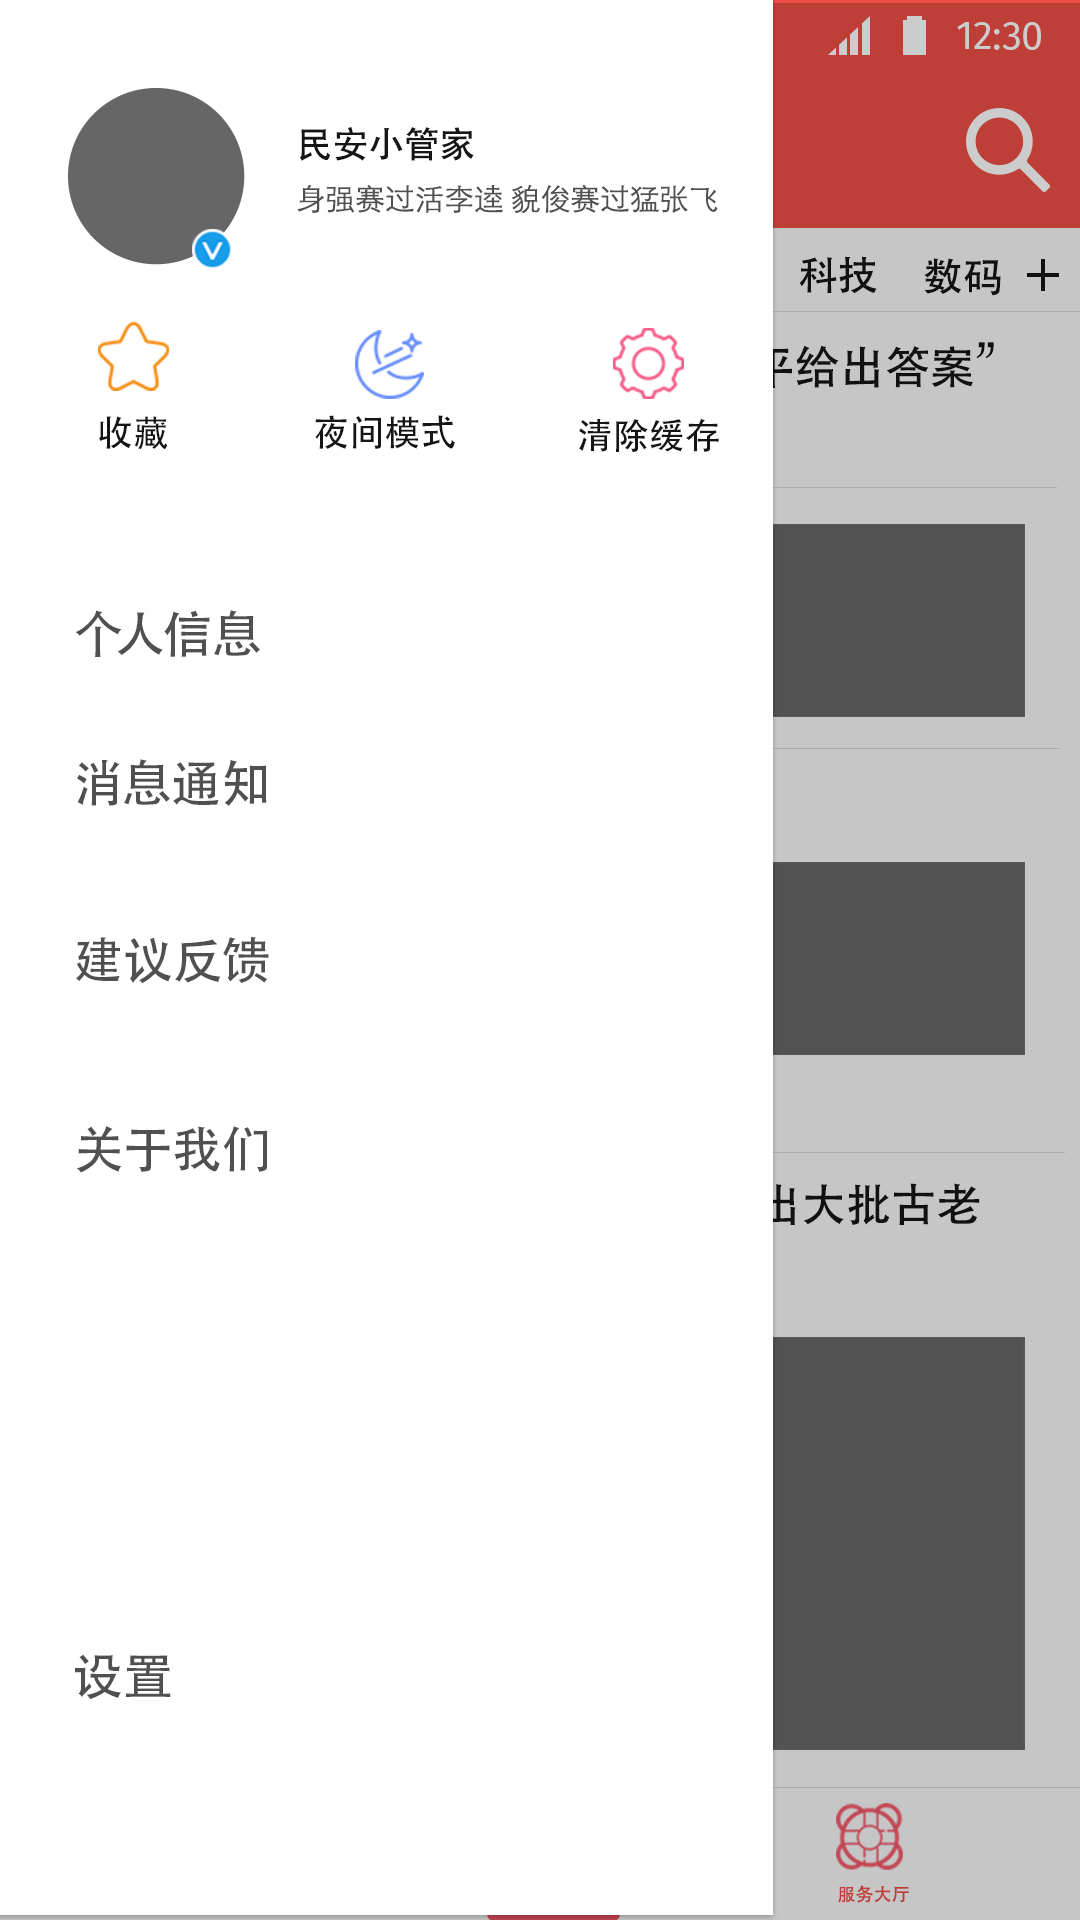 12:30
民安小管家
身强赛过活李逵 貌俊赛过猛张飞
科技 数码
收藏 夜间模式 清除缓存
平给出答案”
个人信息
消息通知
建议反馈
关于我们
出大批古老
设置
服务大厅